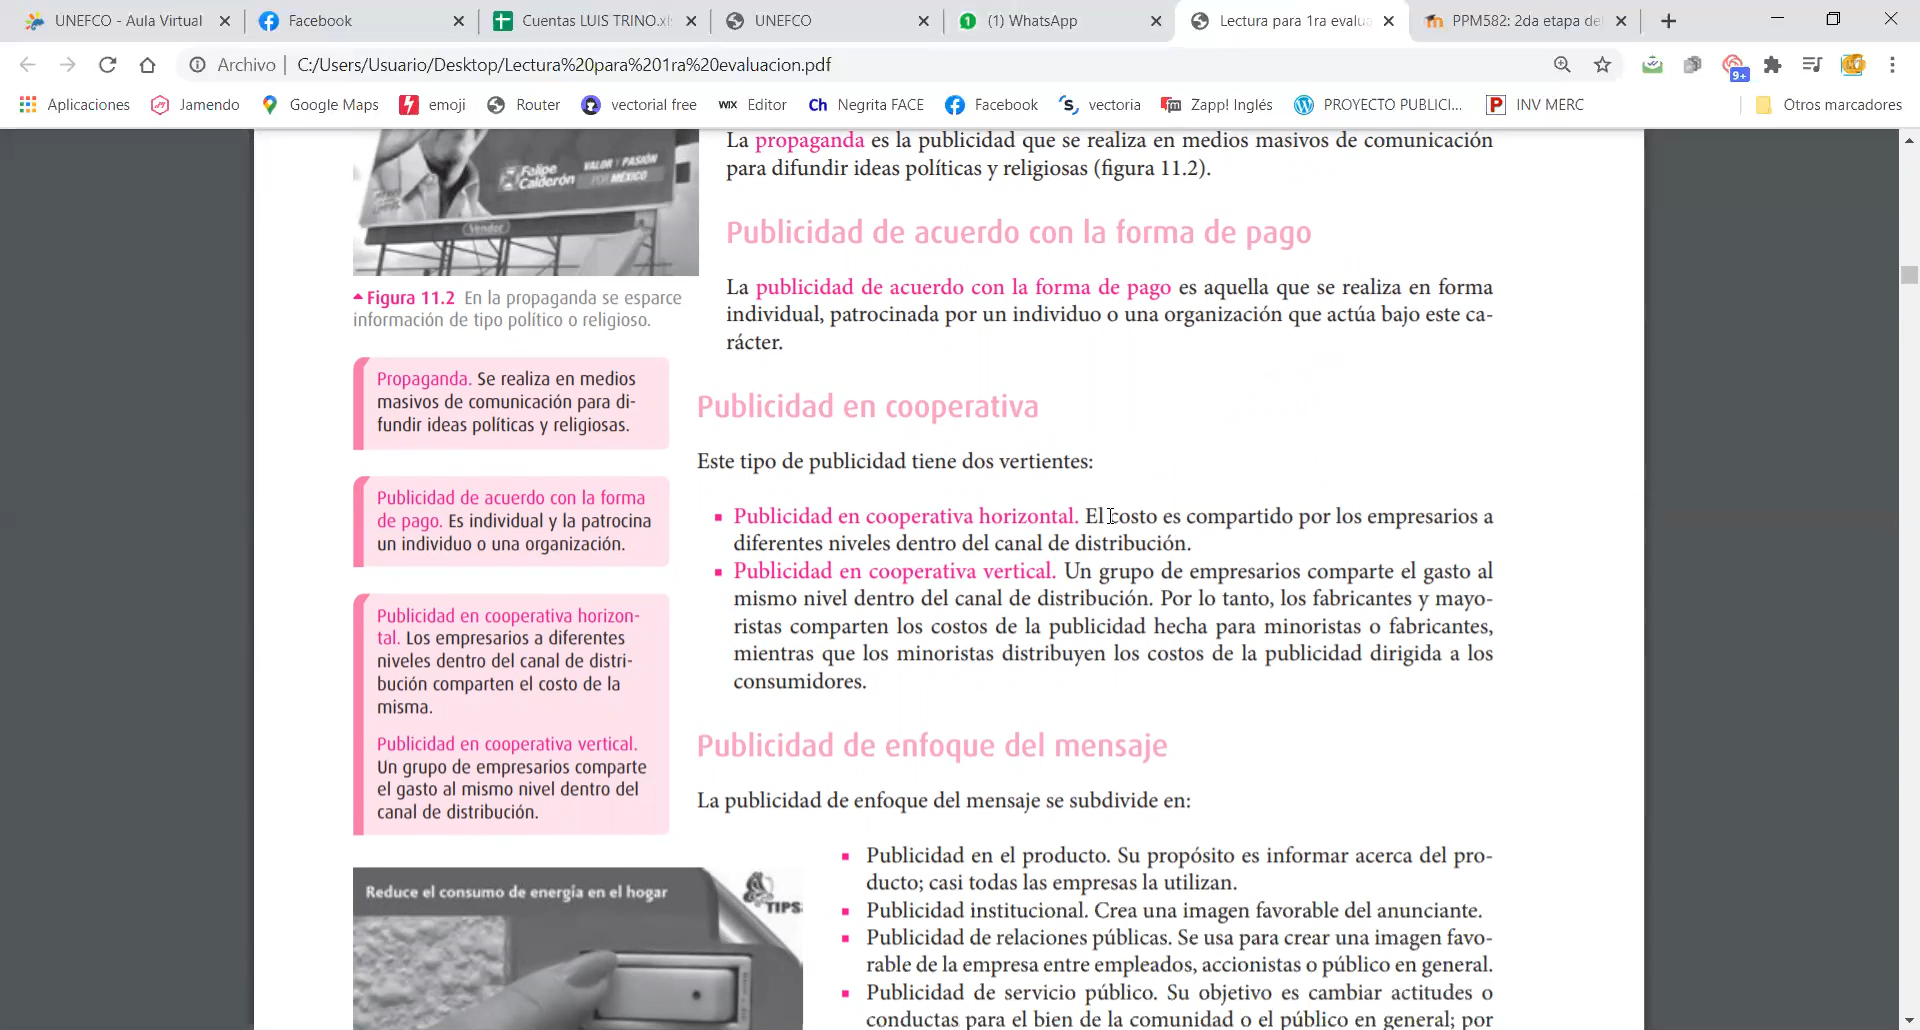 UNEFCO - Aula Virtual
Facebook
Cuentas LUIS TRINO.xls
UNEFCO
(1) WhatsApp
Lectura para 1ra evalua
PPM582: 2da etapa de
Archivo
C:/Users/Usuario/Desktop/Lectura%20para%201ra%20evaluacion.pdf
9+
Aplicaciones
Jamendo
Google Maps
emoji
Router
vectorial free
WIX Editor
Ch Negrita FACE
Facebook
vectoria
Zapp! Inglés
PROYECTO PUBLICI...
P INV MERC
Otros marcadores
Felipe
Calderón
VALOR Y PASIÓN
POR MÉXICO
Vendor
Figura 11.2 En la propaganda se esparce
información de tipo político o religioso.
Propaganda. Se realiza en medios
masivos de comunicación para di-
fundir ideas políticas y religiosas.
Publicidad de acuerdo con la forma
de pago. Es individual y la patrocina
un individuo o una organización.
Publicidad en cooperativa horizon-
tal. Los empresarios a diferentes
niveles dentro del canal de distri-
bución comparten el costo de la
misma.
Publicidad en cooperativa vertical.
Un grupo de empresarios comparte
el gasto al mismo nivel dentro del
canal de distribución.
Reduce el consumo de energía en el hogar
TIPS
La propaganda es la publicidad que se realiza en medios masivos de comunicación
para difundir ideas políticas y religiosas (figura 11.2).
Publicidad de acuerdo con la forma de pago
La publicidad de acuerdo con la forma de pago es aquella que se realiza en forma
individual, patrocinada por un individuo o una organización que actúa bajo este ca-
rácter.
Publicidad en cooperativa
Este tipo de publicidad tiene dos vertientes:
Publicidad en cooperativa horizontal. El costo es compartido por los empresarios a
diferentes niveles dentro del canal de distribución.
Publicidad en cooperativa vertical. Un grupo de empresarios comparte el gasto al
mismo nivel dentro del canal de distribución. Por lo tanto, los fabricantes y mayo-
ristas comparten los costos de la publicidad hecha para minoristas o fabricantes,
mientras que los minoristas distribuyen los costos de la publicidad dirigida a los
consumidores.
Publicidad de enfoque del mensaje
La publicidad de enfoque del mensaje se subdivide en:
Publicidad en el producto. Su propósito es informar acerca del pro-
ducto; casi todas las empresas la utilizan.
Publicidad institucional. Crea una imagen favorable del anunciante.
Publicidad de relaciones públicas. Se usa para crear una imagen favo-
rable de la empresa entre empleados, accionistas o público en general.
Publicidad de servicio público. Su objetivo es cambiar actitudes o
conductas para el bien de la comunidad o el público en general; por